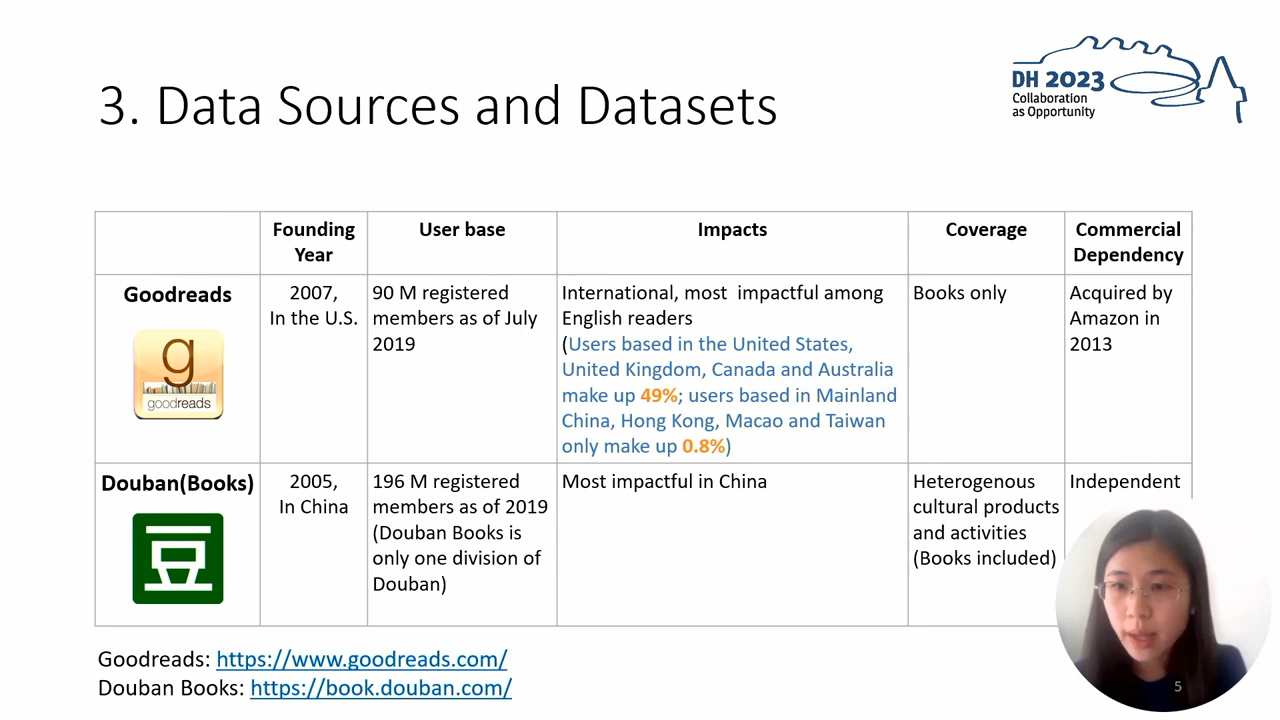 3. Data Sources and Datasets
DH 2023
Collaboration
as Opportunity
Founding
Year
User base
Impacts
Coverage
Commercial
Dependency
Goodreads
g
goodreads
2007,
In the U.S.
90 M registered
members as of July
2019
International, most  impactful among
English readers
(Users based in the United States,
United Kingdom, Canada and Australia
make up 49%; users based in Mainland
China, Hong Kong, Macao and Taiwan
only make up 0.8%)
Books only
Acquired by
Amazon in
2013
Douban(Books)
豆
2005,
In China
196 M registered
members as of 2019
(Douban Books is
only one division of
Douban)
Most impactful in China
Heterogenous
cultural products
and activities
(Books included)
Independent
Goodreads: https://www.goodreads.com/
Douban Books: https://book.douban.com/
5